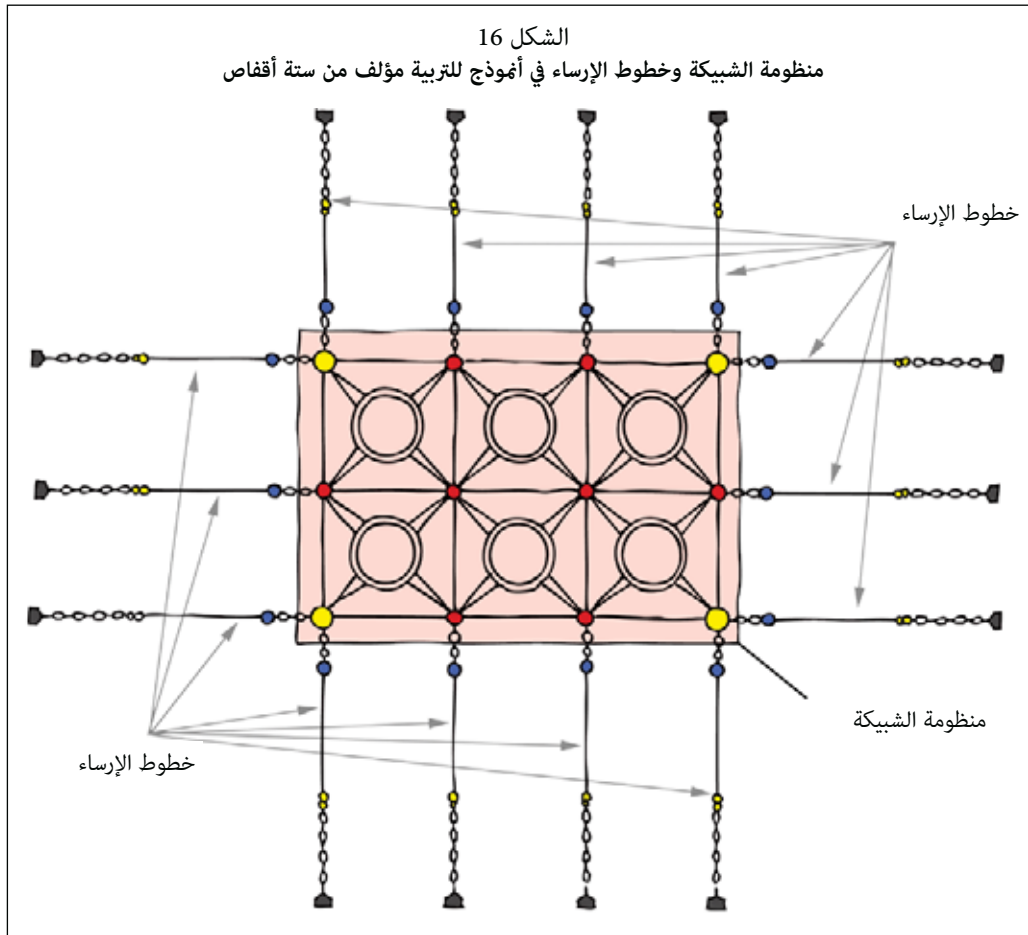 الشكل 16
منظومة الشبيكة وخطوط الإرساء في أنموذج للتربية مؤلف من ستة أقفاص
خطوط الإرساء
منظومة الشبيكة
خطوط الإرساء